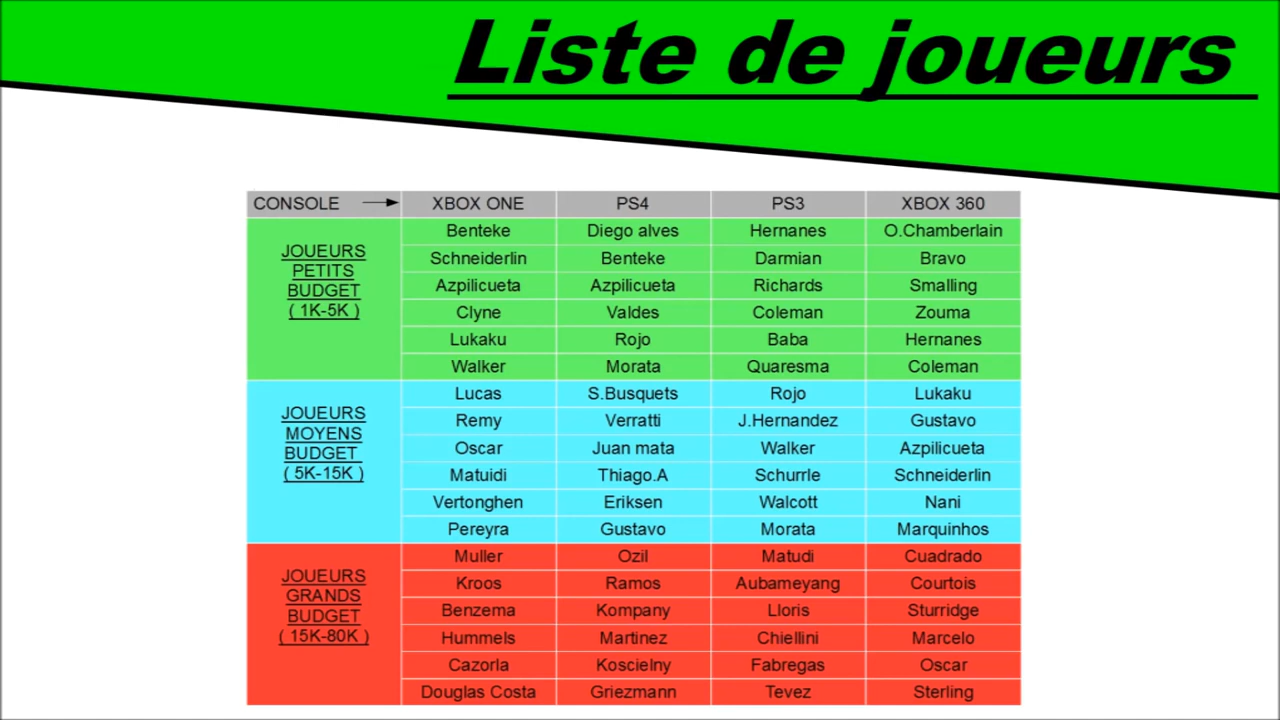 Liste de joueurs
CONSOLE XBOX ONE PS4 PS3 XBOX 360
JOUEURS
PETITS
BUDGET
( 1K-5K )
Benteke Diego alves Hernanes O.Chamberlain
Schneiderlin Benteke Darmian Bravo
Azpilicueta Azpilicueta Richards Smalling
Clyne Valdes Coleman Zouma
Lukaku Rojo Baba Hernanes
Walker Morata Quaresma Coleman
JOUEURS
MOYENS
BUDGET
( 5K-15K )
Lucas S.Busquets Rojo Lukaku
Remy Verratti J.Hernandez Gustavo
Oscar Juan mata Walker Azpilicueta
Matuidi Thiago.A Schurrle Schneiderlin
Vertonghen Eriksen Walcott Nani
Pereyra Gustavo Morata Marquinhos
JOUEURS
GRANDS
BUDGET
( 15K-80K )
Muller Ozil Matudi Cuadrado
Kroos Ramos Aubameyang Courtois
Benzema Kompany Lloris Sturridge
Hummels Martinez Chiellini Marcelo
Cazorla Koscielny Fabregas Oscar
Douglas Costa Griezmann Tevez Sterling